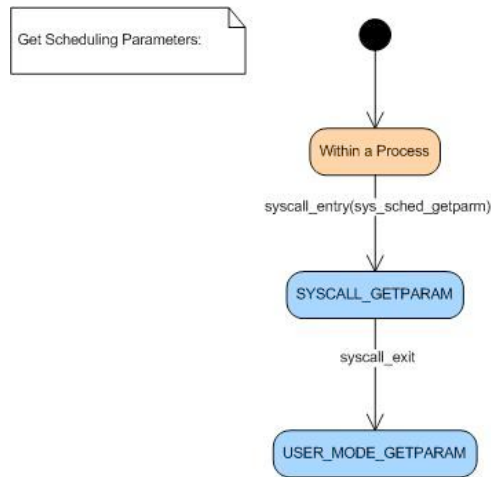 Get Scheduling Parameters:
Within a Process
syscall_entry(sys_sched_getparm)
SYSCALL_GETPARAM
syscall_exit
USER_MODE_GETPARAM